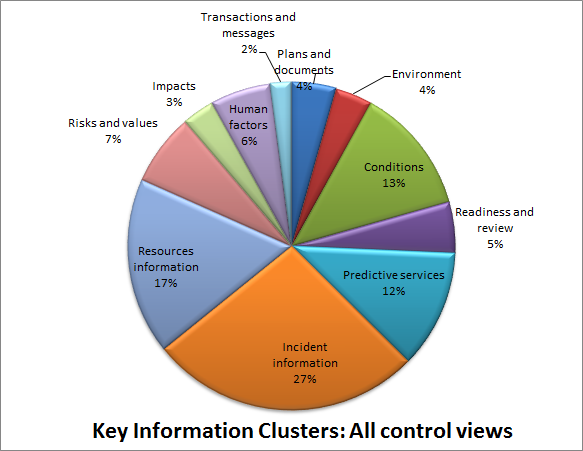 Transactions and
messages
2%
Plans and
documents
4%
Environment
4%
Conditions
13%
Readiness and
review
5%
Predictive services
12%
Incident
information
27%
Resources
information
17%
Risks and values
7%
Impacts
3%
Human
factors
6%
Key Information Clusters: All control views